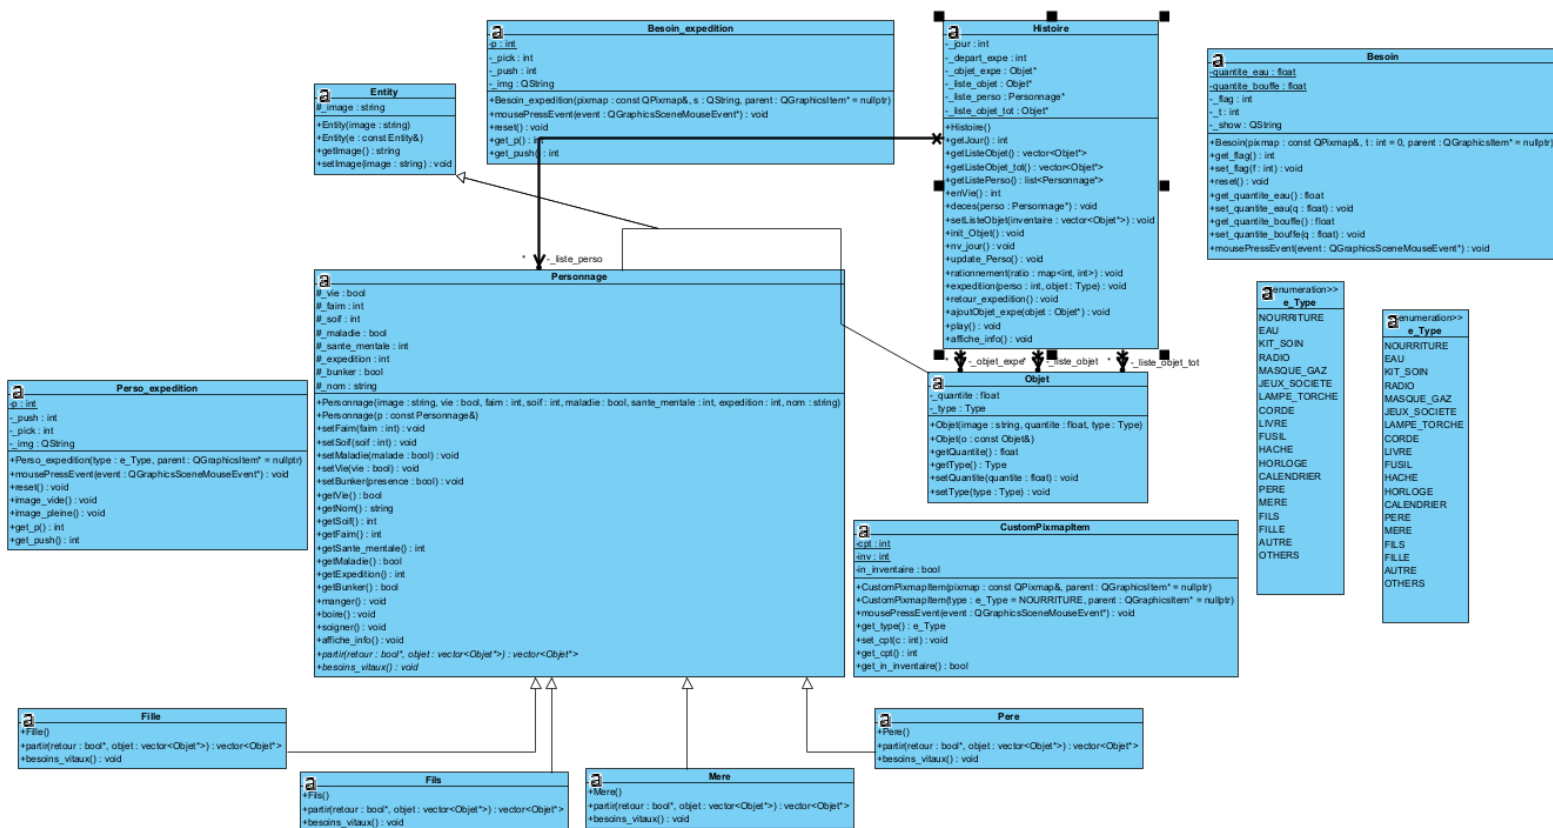 Besoin_expedition
-p : int
-_pick : int
-_push : int
-_img : QString
+Besoin_expedition(pixmap : const QPixmap&, s : QString, parent : QGraphicsItem* = nullptr)
+mousePressEvent(event : QGraphicsSceneMouseEvent*) : void
+reset() : void
+get_p() : int
+get_push() : int
Histoire
-_jour : int
-_depart_expe : int
-_objet_expe : Objet*
-_liste_objet : Objet*
-_liste_perso : Personnage*
-_liste_objet_tot : Objet*
+Histoire()
+getJour() : int
+getListeObjet() : vector<Objet*>
+getListeObjet_tot() : vector<Objet*>
+getListePerso() : list<Personnage*>
+enVie() : int
+deces(perso : Personnage*) : void
+setListeObjet(inventaire : vector<Objet*>) : void
+init_Objet() : void
+nv_jour() : void
+update_Perso() : void
+rationnement(ratio : map<int, int>) : void
+expedition(perso : int, objet : Type) : void
+retour_expedition() : void
+ajoutObjet_expe(objet : Objet*) : void
+play() : void
+affiche_info() : void
Besoin
-quantite_eau : float
-quantite_bouffe : float
-_flag : int
-_t : int
-_show : QString
+Besoin(pixmap : const QPixmap&, t : int = 0, parent : QGraphicsItem* = nullptr)
+get_flag() : int
+set_flag(f : int) : void
+reset() : void
+get_quantite_eau() : float
+set_quantite_eau(q : float) : void
+get_quantite_bouffe() : float
+set_quantite_bouffe(q : float) : void
+mousePressEvent(event : QGraphicsSceneMouseEvent*) : void
Entity
#_image : string
+Entity(image : string)
+Entity(e : const Entity&)
+getImage() : string
+setImage(image : string) : void
* -_liste_perso
Personnage
#_vie : bool
#_faim : int
#_soif : int
#_maladie : bool
#_sante_mentale : int
#_expedition : int
#_bunker : bool
#_nom : string
+Personnage(image : string, vie : bool, faim : int, soif : int, maladie : bool, sante_mentale : int, expedition : int, nom : string)
+Personnage(p : const Personnage&)
+setFaim(faim : int) : void
+setSoif(soif : int) : void
+setMaladie(malade : bool) : void
+setVie(vie : bool) : void
+setBunker(presence : bool) : void
+getVie() : bool
+getNom() : string
+getSoif() : int
+getFaim() : int
+getSante_mentale() : int
+getMaladie() : bool
+getExpedition() : int
+getBunker() : bool
+manger() : void
+boire() : void
+soigner() : void
+affiche_info() : void
+partir(retour : bool*, objet : vector<Objet*>) : vector<Objet*>
+besoins_vitaux() : void
* -_objet_expe * -_liste_objet * -_liste_objet_tot
Objet
-_quantite : float
-_type : Type
+Objet(image : string, quantite : float, type : Type)
+Objet(o : const Objet&)
+getQuantite() : float
+getType() : Type
+setQuantite(quantite : float) : void
+setType(type : Type) : void
enumeration>>
e_Type
NOURRITURE
EAU
KIT_SOIN
RADIO
MASQUE_GAZ
JEUX_SOCIETE
LAMPE_TORCHE
CORDE
LIVRE
FUSIL
HACHE
HORLOGE
CALENDRIER
PERE
MERE
FILS
FILLE
AUTRE
OTHERS
enumeration>>
e_Type
NOURRITURE
EAU
KIT_SOIN
RADIO
MASQUE_GAZ
JEUX_SOCIETE
LAMPE_TORCHE
CORDE
LIVRE
FUSIL
HACHE
HORLOGE
CALENDRIER
PERE
MERE
FILS
FILLE
AUTRE
OTHERS
Perso_expedition
-p : int
-_push : int
-_pick : int
-_img : QString
+Perso_expedition(type : e_Type, parent : QGraphicsItem* = nullptr)
+mousePressEvent(event : QGraphicsSceneMouseEvent*) : void
+reset() : void
+image_vide() : void
+image_pleine() : void
+get_p() : int
+get_push() : int
CustomPixmapItem
-cpt : int
-inv : int
-in_inventaire : bool
+CustomPixmapItem(pixmap : const QPixmap&, parent : QGraphicsItem* = nullptr)
+CustomPixmapItem(type : e_Type = NOURRITURE, parent : QGraphicsItem* = nullptr)
+mousePressEvent(event : QGraphicsSceneMouseEvent*) : void
+get_type() : e_Type
+set_cpt(c : int) : void
+get_cpt() : int
+get_in_inventaire() : bool
Fille
+Fille()
+partir(retour : bool*, objet : vector<Objet*>) : vector<Objet*>
+besoins_vitaux() : void
Fils
+Fils()
+partir(retour : bool*, objet : vector<Objet*>) : vector<Objet*>
+besoins_vitaux() : void
Mere
+Mere()
+partir(retour : bool*, objet : vector<Objet*>) : vector<Objet*>
+besoins_vitaux() : void
Pere
+Pere()
+partir(retour : bool*, objet : vector<Objet*>) : vector<Objet*>
+besoins_vitaux() : void